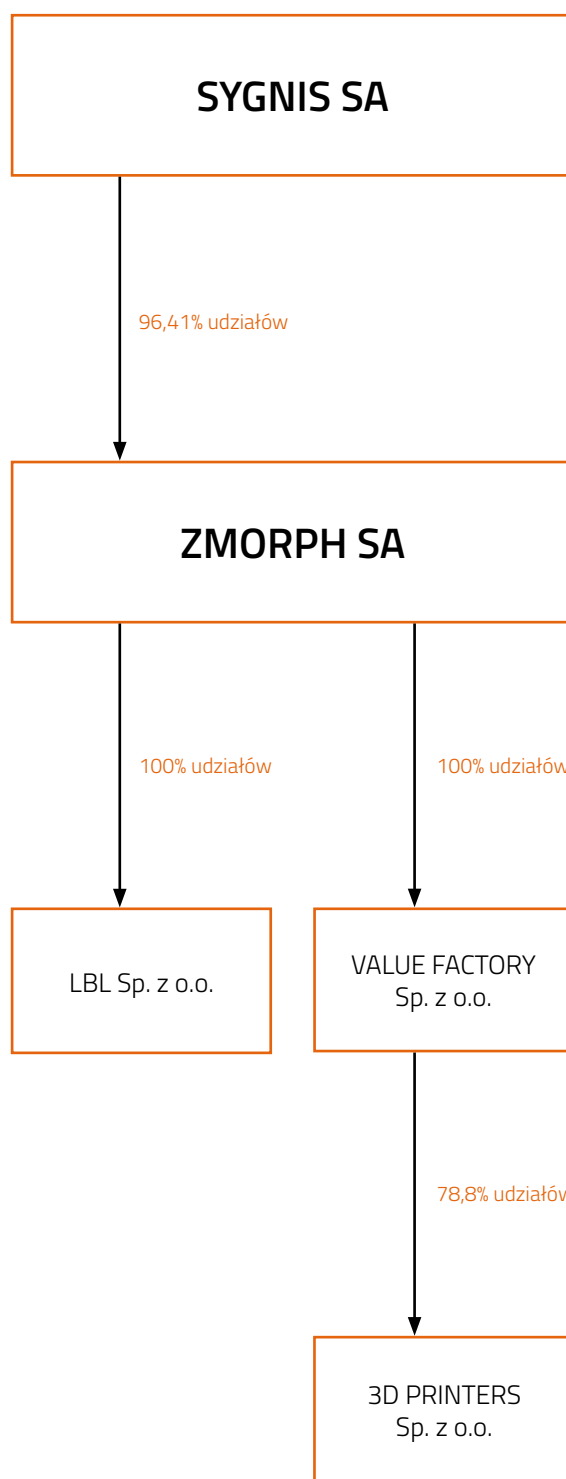 SYGNIS SA
96,41% udziałów
ZMORPH SA
100% udziałów
100% udziałów
LBL Sp. z o.o.
VALUE FACTORY
Sp. z o.o.
78,8% udziałów
3D PRINTERS
Sp. z o.o.